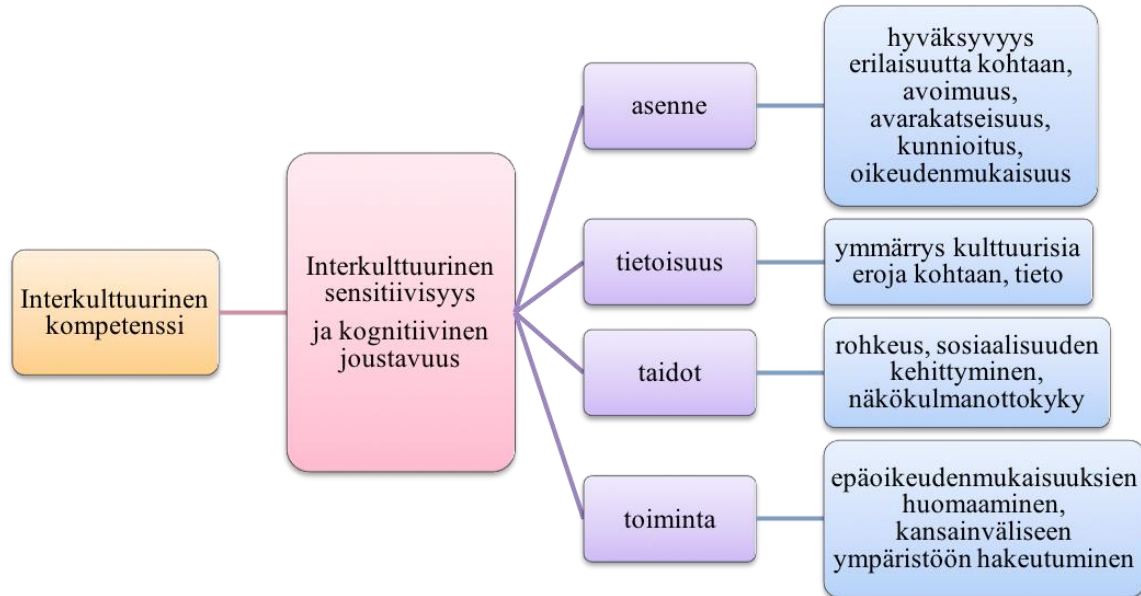 Interkulttuurinen
kompetenssi
Interkulttuurinen
sensitiivisyys
ja kognitiivinen
joustavuus
asenne
hyväksyvyys
erilaisuutta kohtaan,
avoimuus,
avarakatseisuus,
kunnioitus,
oikeudenmukaisuus
tietoisuus
ymmärrys kulttuurisia
eroja kohtaan, tieto
taidot
rohkeus, sosiaalisuuden
kehittyminen,
näkökulmanottokyky
toiminta
epäoikeudenmukaisuuksien
huomaaminen,
kansainväliseen
ympäristöön hakeutuminen